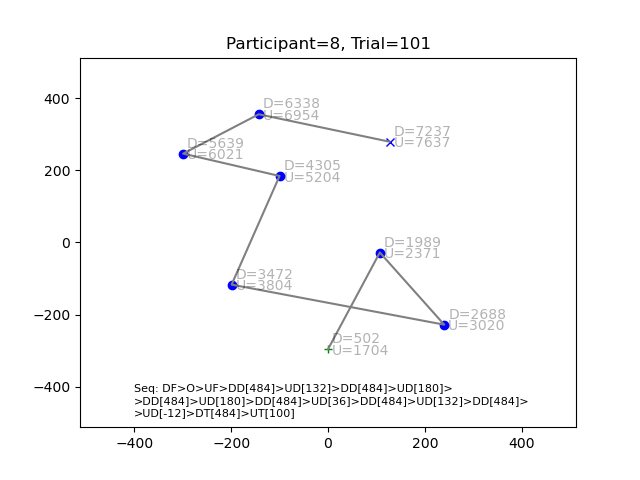 Participant=8, Trial=101
400
200
0
−200
−400
D=6338
U=6954
D=7237
U=7637
D=5639
U=6021
D=4305
U=5204
D=1989
U=2371
D=3472
U=3804
D=2688
U=3020
D=502
U=1704
Seq: DF>O>UF>DD[484]>UD[132]>DD[484]>UD[180]>
>DD[484]>UD[180]>DD[484]>UD[36]>DD[484]>UD[132]>DD[484]>
>UD[-12]>DT[484]>UT[100]
−400 −200 0 200 400